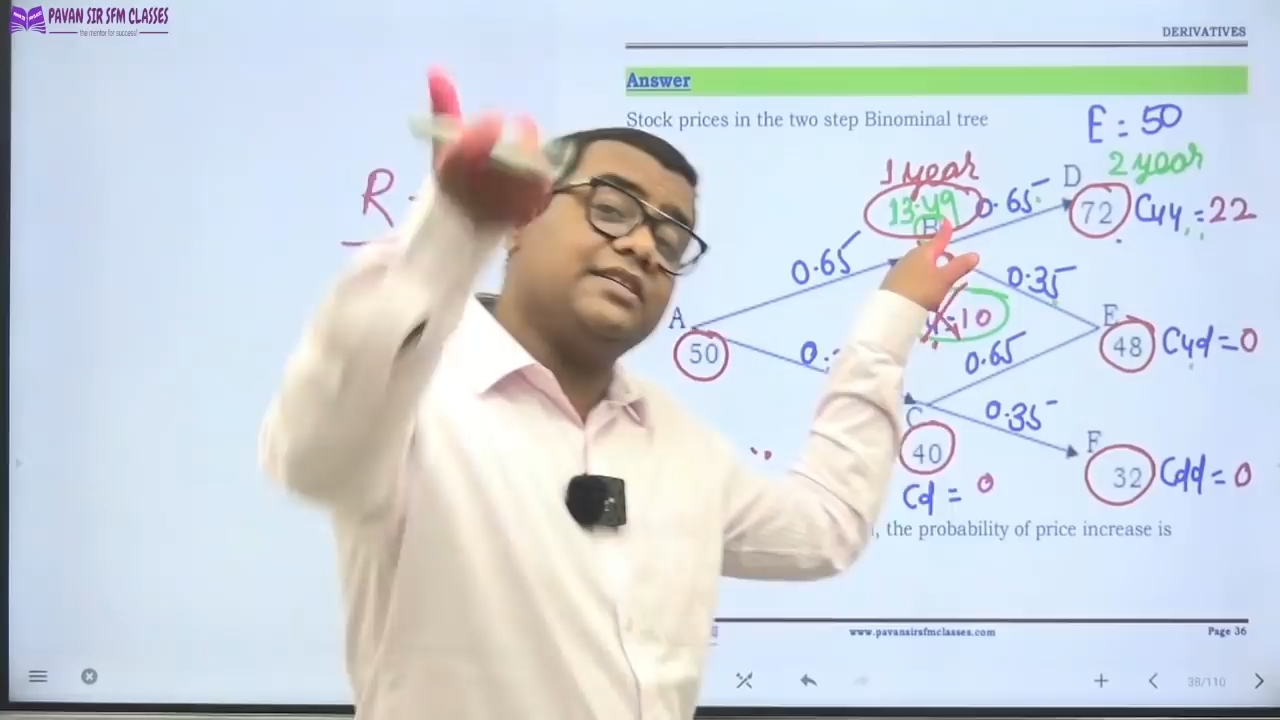 PAVAN SIR SFM CLASSES
the mentor for success!
DERIVATIVES
Answer
Stock prices in the two step Binominal tree
E = 50
1 year
2 year
R
13.49
B
0.65
D
72
Cuu = 22
0.65
0.35
A
50
10
E
48
Cud = 0
0.65
C
40
0.35
F
32
Cdd = 0
Cd = 0
, the probability of price increase is
www.pavansirsfmclasses.com
Page 36
38/110